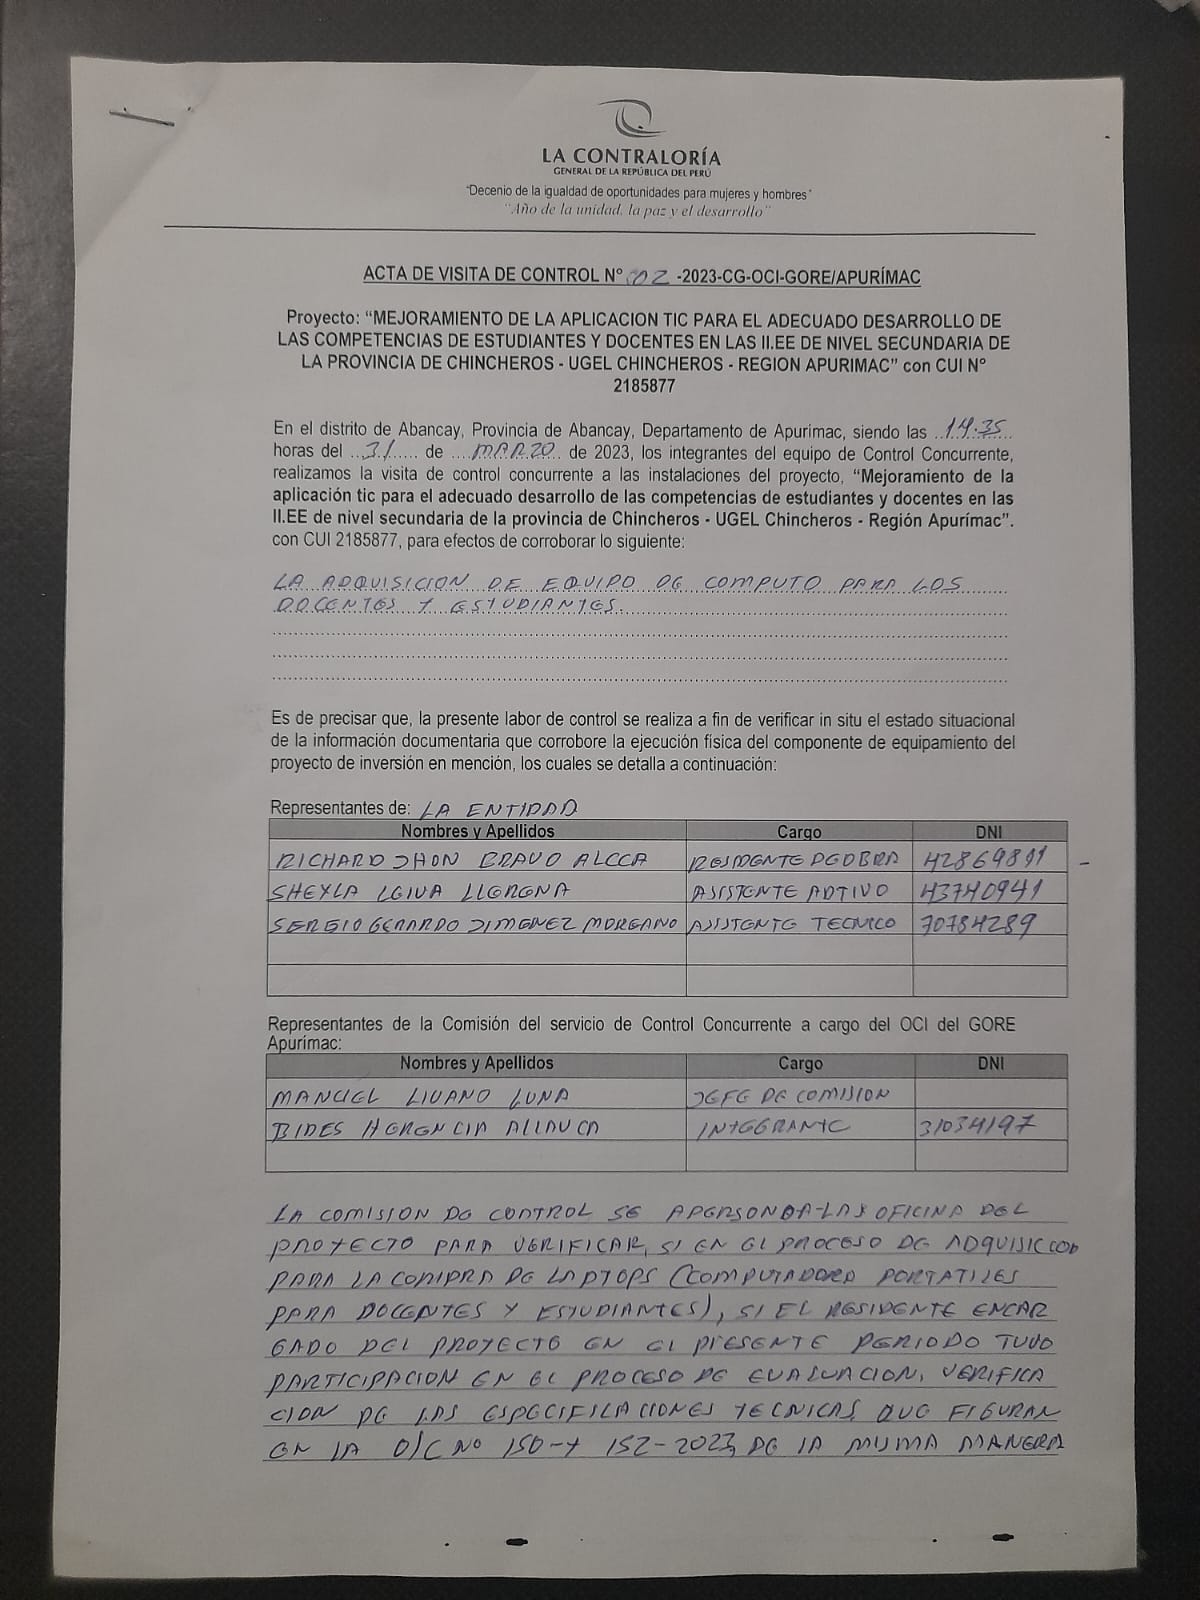 LA CONTRALORÍA
GENERAL DE LA REPÚBLICA DEL PERÚ
"Decenio de la igualdad de oportunidades para mujeres y hombres"
"Año de la unidad, la paz y el desarrollo"
ACTA DE VISITA DE CONTROL N° 002 -2023-CG-OCI-GORE/APURÍMAC
Proyecto: "MEJORAMIENTO DE LA APLICACION TIC PARA EL ADECUADO DESARROLLO DE
LAS COMPETENCIAS DE ESTUDIANTES Y DOCENTES EN LAS II.EE DE NIVEL SECUNDARIA DE
LA PROVINCIA DE CHINCHEROS - UGEL CHINCHEROS - REGION APURIMAC" con CUI N°
2185877
En el distrito de Abancay, Provincia de Abancay, Departamento de Apurimac, siendo las 14.35
horas del 31 de MARZO de 2023, los integrantes del equipo de Control Concurrente,
realizamos la visita de control concurrente a las instalaciones del proyecto, "Mejoramiento de la
aplicación tic para el adecuado desarrollo de las competencias de estudiantes y docentes en las
II.EE de nivel secundaria de la provincia de Chincheros - UGEL Chincheros - Región Apurímac".
con CUI 2185877, para efectos de corroborar lo siguiente:
LA ADQUISICION DE EQUIPO DE COMPUTO PARA LOS
DOCENTES Y ESTUDIANTES.
Es de precisar que, la presente labor de control se realiza a fin de verificar in situ el estado situacional
de la información documentaria que corrobore la ejecución física del componente de equipamiento del
proyecto de inversión en mención, los cuales se detalla a continuación:
Representantes de: LA ENTIDAD
Nombres y Apellidos Cargo DNI
RICHARD JHON BRAVO ALCCA RESIDENTE DE OBRA 42869811
SHEYLA LEIVA LLERENA ASISTENTE ADTIVO 43740941
SERGIO GERARDO JIMENEZ MOREANO ASISTENTE TECNICO 70784289
Representantes de la Comisión del servicio de Control Concurrente a cargo del OCI del GORE
Apurímac:
Nombres y Apellidos Cargo DNI
MANUEL LIVANO LUNA JEFE DE COMISION
BIDES HERENCIA ALLAUCA INTEGRANTE 31034197
LA COMISION DE CONTROL SE APERSONO A LAS OFICINA DEL
PROYECTO PARA VERIFICAR, SI EN EL PROCESO DE ADQUISICION
PARA LA COMPRA DE LAPTOPS (COMPUTADORA PORTATILES
PARA DOCENTES Y ESTUDIANTES), SI EL RESIDENTE ENCAR
GADO DEL PROYECTO EN EL PRESENTE PERIODO TUVO
PARTICIPACION EN EL PROCESO DE EVALUACION, VERIFICA
CION DE LAS ESPECIFICACIONES TECNICAS QUE FIGURAN
EN LA O/C NO 150-Y 152-2023, DE LA MISMA MANERA